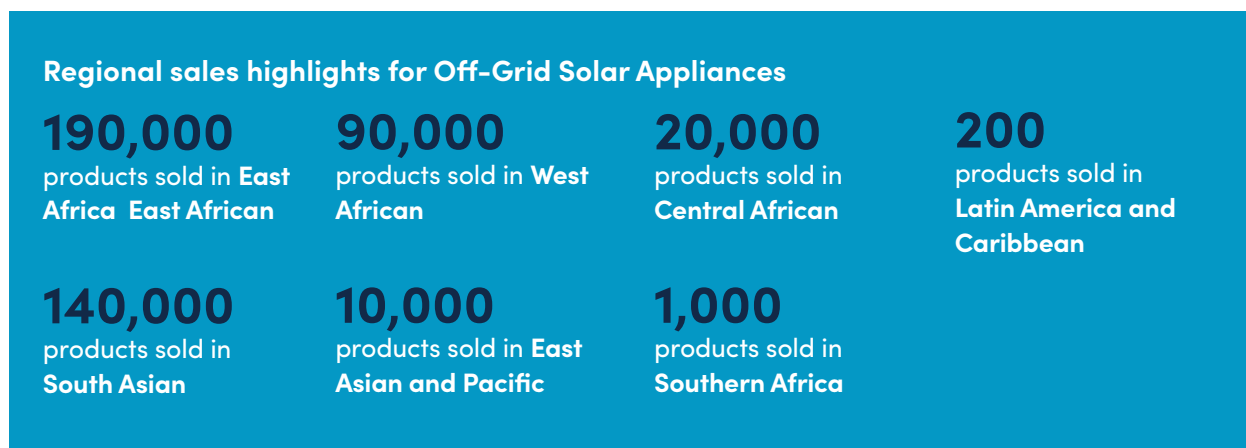 Regional sales highlights for Off-Grid Solar Appliances
190,000
products sold in East
Africa  East African
90,000
products sold in West
African
20,000
products sold in
Central African
200
products sold in
Latin America and
Caribbean
140,000
products sold in
South Asian
10,000
products sold in East
Asian and Pacific
1,000
products sold in
Southern Africa